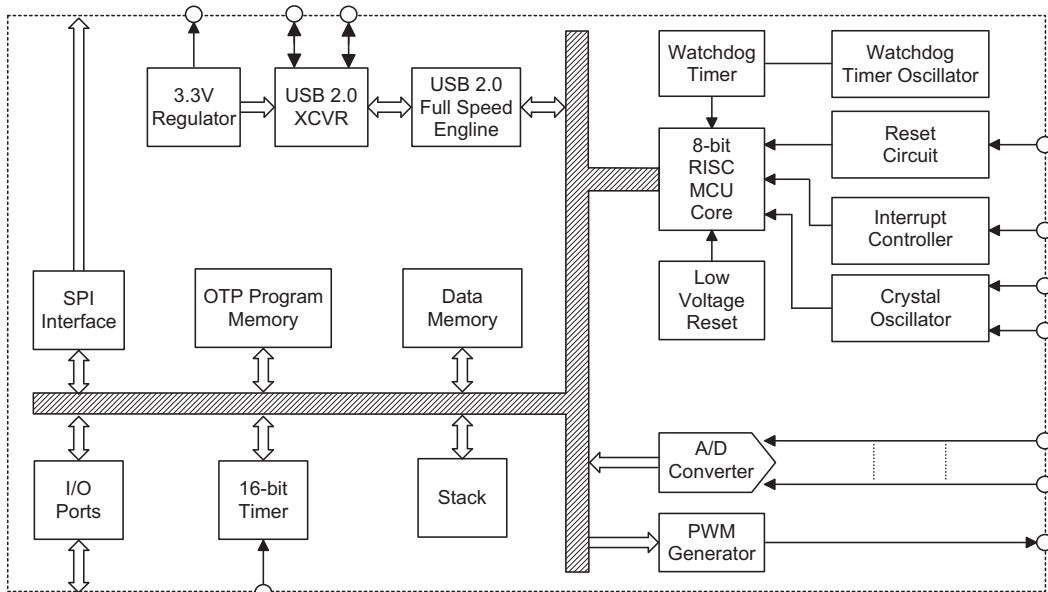 3.3V
Regulator
USB 2.0
XCVR
USB 2.0
Full Speed
Engline
Watchdog
Timer
Watchdog
Timer Oscillator
8-bit
RISC
MCU
Core
Reset
Circuit
Interrupt
Controller
Low
Voltage
Reset
Crystal
Oscillator
SPI
Interface
OTP Program
Memory
Data
Memory
I/O
Ports
16-bit
Timer
Stack
A/D
Converter
PWM
Generator